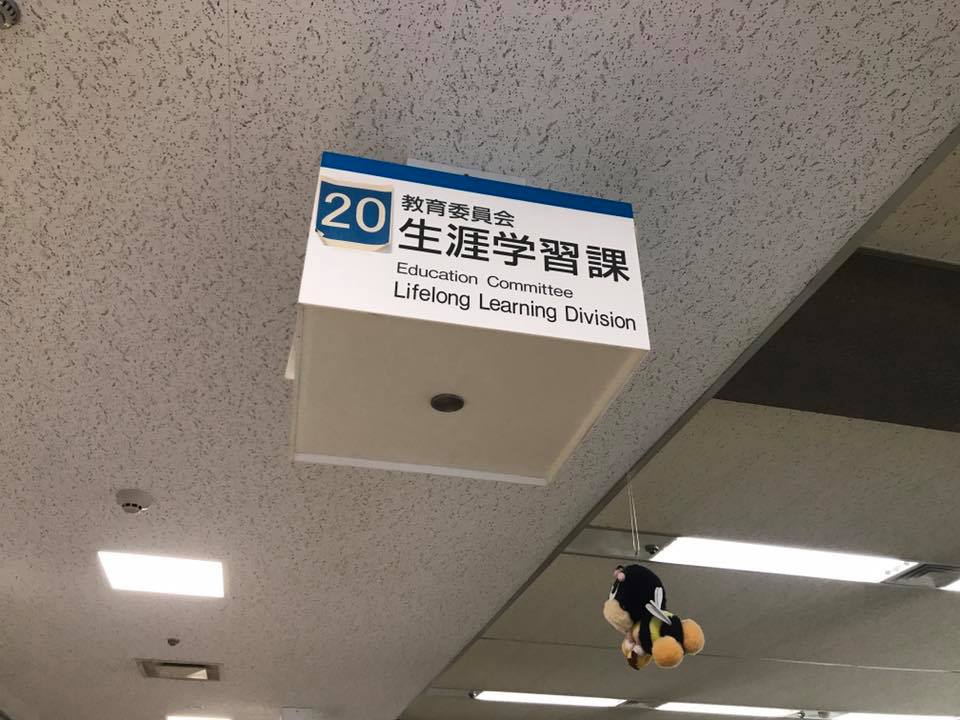 20
教育委員会
生涯学習課
Education Committee
Lifelong Learning Division